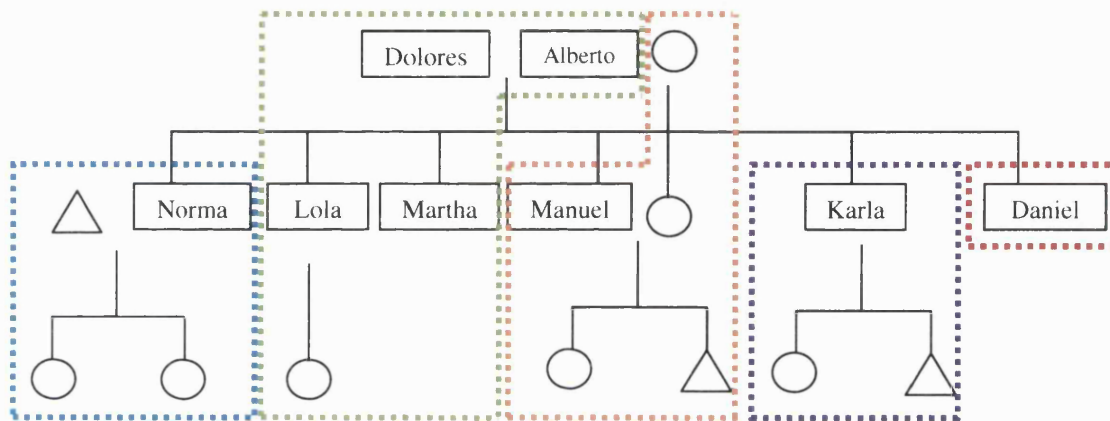 Dolores
Alberto
Norma
Lola
Martha
Manuel
Karla
Daniel